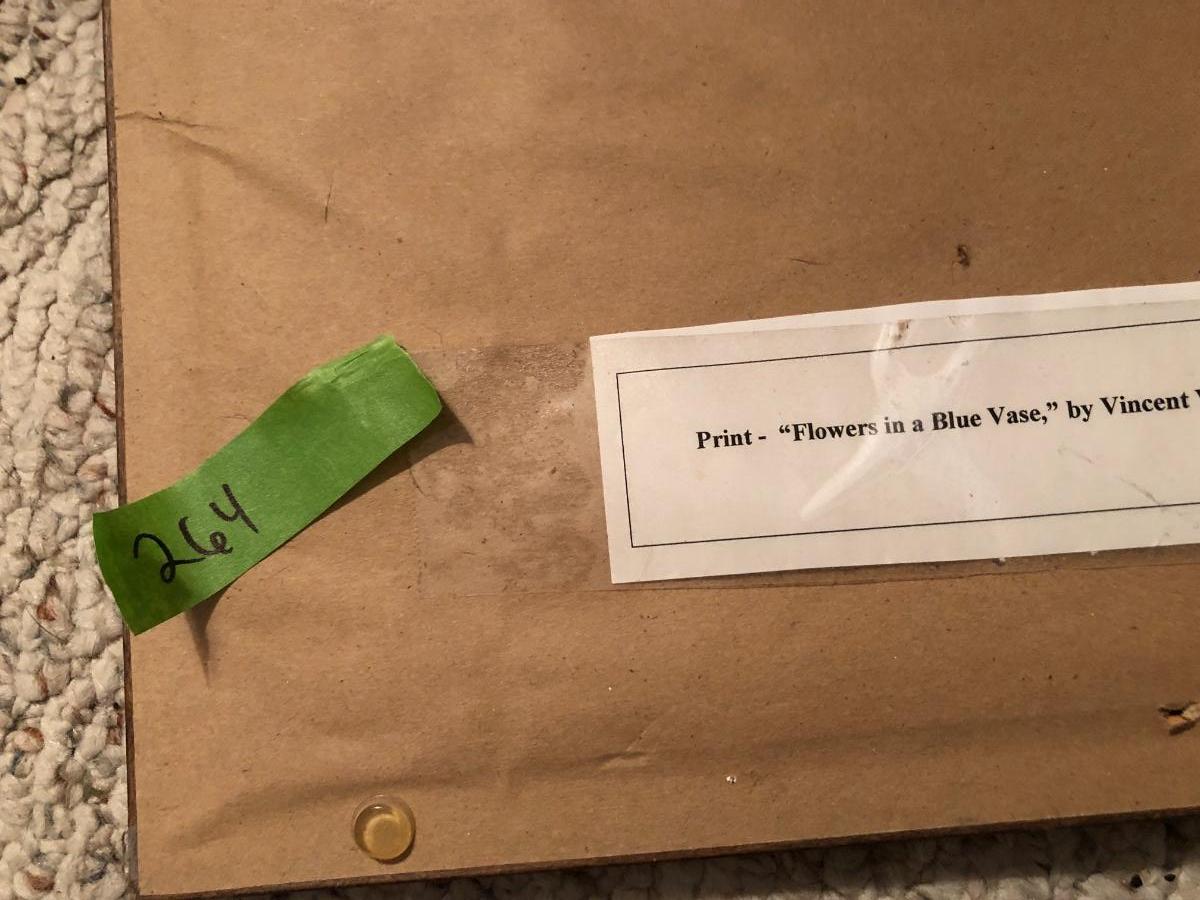 264
Print - “Flowers in a Blue Vase,” by Vincent